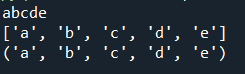 abcde
['a', 'b', 'c', 'd', 'e']
('a', 'b', 'c', 'd', 'e')